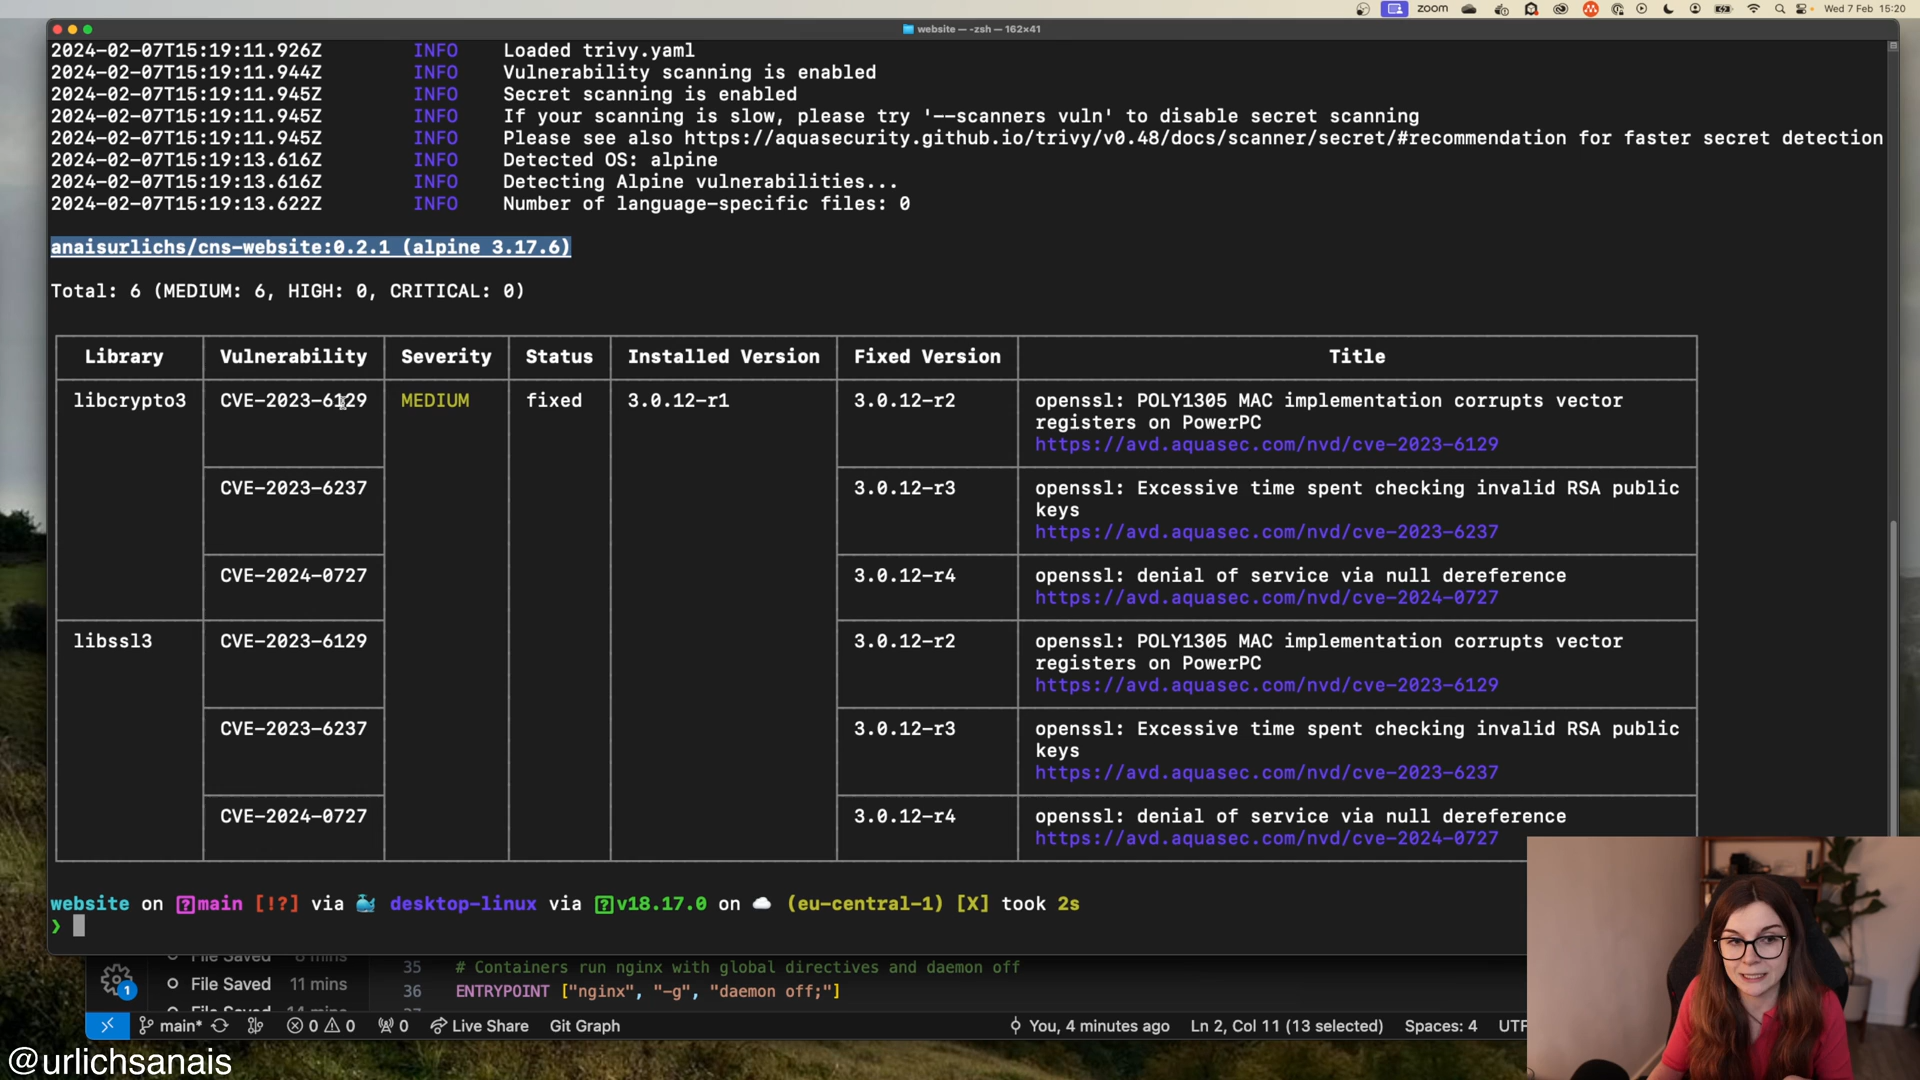 zoom
Wed 7 Feb 15:20
website — -zsh — 162×41
2024-02-07T15:19:11.926Z INFO Loaded trivy.yaml
2024-02-07T15:19:11.944Z INFO Vulnerability scanning is enabled
2024-02-07T15:19:11.945Z INFO Secret scanning is enabled
2024-02-07T15:19:11.945Z INFO If your scanning is slow, please try '--scanners vuln' to disable secret scanning
2024-02-07T15:19:11.945Z INFO Please see also https://aquasecurity.github.io/trivy/v0.48/docs/scanner/secret/#recommendation for faster secret detection
2024-02-07T15:19:13.616Z INFO Detected OS: alpine
2024-02-07T15:19:13.616Z INFO Detecting Alpine vulnerabilities...
2024-02-07T15:19:13.622Z INFO Number of language-specific files: 0
anaisurlichs/cns-website:0.2.1 (alpine 3.17.6)
Total: 6 (MEDIUM: 6, HIGH: 0, CRITICAL: 0)
Library Vulnerability Severity Status Installed Version Fixed Version Title
libcrypto3 CVE-2023-6129 MEDIUM fixed 3.0.12-r1 3.0.12-r2 openssl: POLY1305 MAC implementation corrupts vector
registers on PowerPC
https://avd.aquasec.com/nvd/cve-2023-6129
CVE-2023-6237 3.0.12-r3 openssl: Excessive time spent checking invalid RSA public
keys
https://avd.aquasec.com/nvd/cve-2023-6237
CVE-2024-0727 3.0.12-r4 openssl: denial of service via null dereference
https://avd.aquasec.com/nvd/cve-2024-0727
libssl3 CVE-2023-6129 3.0.12-r2 openssl: POLY1305 MAC implementation corrupts vector
registers on PowerPC
https://avd.aquasec.com/nvd/cve-2023-6129
CVE-2023-6237 3.0.12-r3 openssl: Excessive time spent checking invalid RSA public
keys
https://avd.aquasec.com/nvd/cve-2023-6237
CVE-2024-0727 3.0.12-r4 openssl: denial of service via null dereference
https://avd.aquasec.com/nvd/cve-2024-0727
website on main [!?] via desktop-linux via v18.17.0 on (eu-central-1) [X] took 2s
❯
File Saved 8 mins 35 # Containers run nginx with global directives and daemon off
1 File Saved 11 mins 36 ENTRYPOINT ["nginx", "-g", "daemon off;"]
File Saved
main* 0 0 0 Live Share Git Graph You, 4 minutes ago Ln 2, Col 11 (13 selected) Spaces: 4 UTF
@urlichsanais